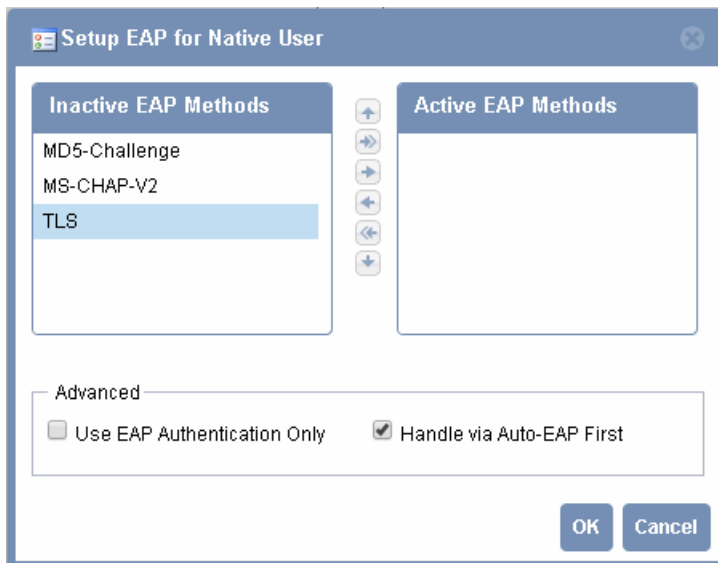 Setup EAP for Native User
Inactive EAP Methods
MD5-Challenge
MS-CHAP-V2
TLS
Active EAP Methods
Advanced
Use EAP Authentication Only
Handle via Auto-EAP First
OK
Cancel